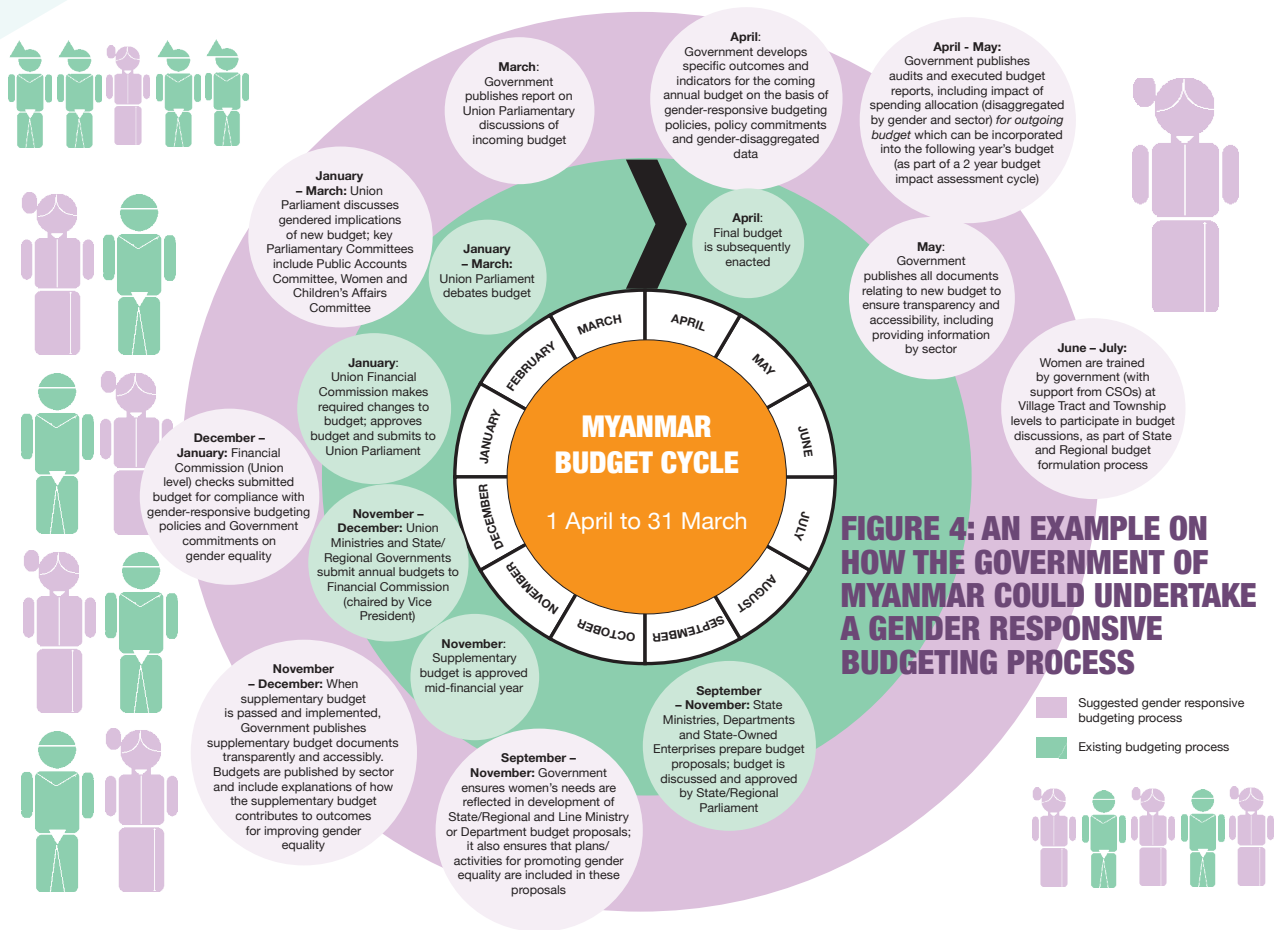 March:
Government
publishes report on
Union Parliamentary
discussions of
incoming budget
April:
Government develops
specific outcomes and
indicators for the coming
annual budget on the basis of
gender-responsive budgeting
policies, policy commitments
and gender-disaggregated
data
April - May:
Government publishes
audits and executed budget
reports, including impact of
spending allocation (disaggregated
by gender and sector) for outgoing
budget which can be incorporated
into the following year's budget
(as part of a 2 year budget
impact assessment cycle)
January
– March: Union
Parliament discusses
gendered implications
of new budget; key
Parliamentary Committees
include Public Accounts
Committee, Women and
Children's Affairs
Committee
January
– March:
Union Parliament
debates budget
April:
Final budget
is subsequently
enacted
May:
Government
publishes all documents
relating to new budget to
ensure transparency and
accessibility, including
providing information
by sector
June – July:
Women are trained
by government (with
support from CSOs) at
Village Tract and Township
levels to participate in budget
discussions, as part of State
and Regional budget
formulation process
January:
Union Financial
Commission makes
required changes to
budget; approves
budget and submits to
Union Parliament
December –
January: Financial
Commission (Union
level) checks submitted
budget for compliance with
gender-responsive budgeting
policies and Government
commitments on
gender equality
November –
December: Union
Ministries and State/
Regional Governments
submit annual budgets to
Financial Commission
(chaired by Vice
President)
November:
Supplementary
budget is approved
mid-financial year
November
– December: When
supplementary budget
is passed and implemented,
Government publishes
supplementary budget documents
transparently and accessibly.
Budgets are published by sector
and include explanations of how
the supplementary budget
contributes to outcomes
for improving gender
equality
September –
November: Government
ensures women's needs are
reflected in development of
State/Regional and Line Ministry
or Department budget proposals;
it also ensures that plans/
activities for promoting gender
equality are included in these
proposals
September
– November: State
Ministries, Departments
and State-Owned
Enterprises prepare budget
proposals; budget is
discussed and approved
by State/Regional
Parliament
APRIL
MAY
JUNE
JULY
AUGUST
SEPTEMBER
OCTOBER
NOVEMBER
DECEMBER
JANUARY
FEBRUARY
MARCH
MYANMAR
BUDGET CYCLE
1 April to 31 March
FIGURE 4: AN EXAMPLE ON
HOW THE GOVERNMENT OF
MYANMAR COULD UNDERTAKE
A GENDER RESPONSIVE
BUDGETING PROCESS
Suggested gender responsive
budgeting process
Existing budgeting process